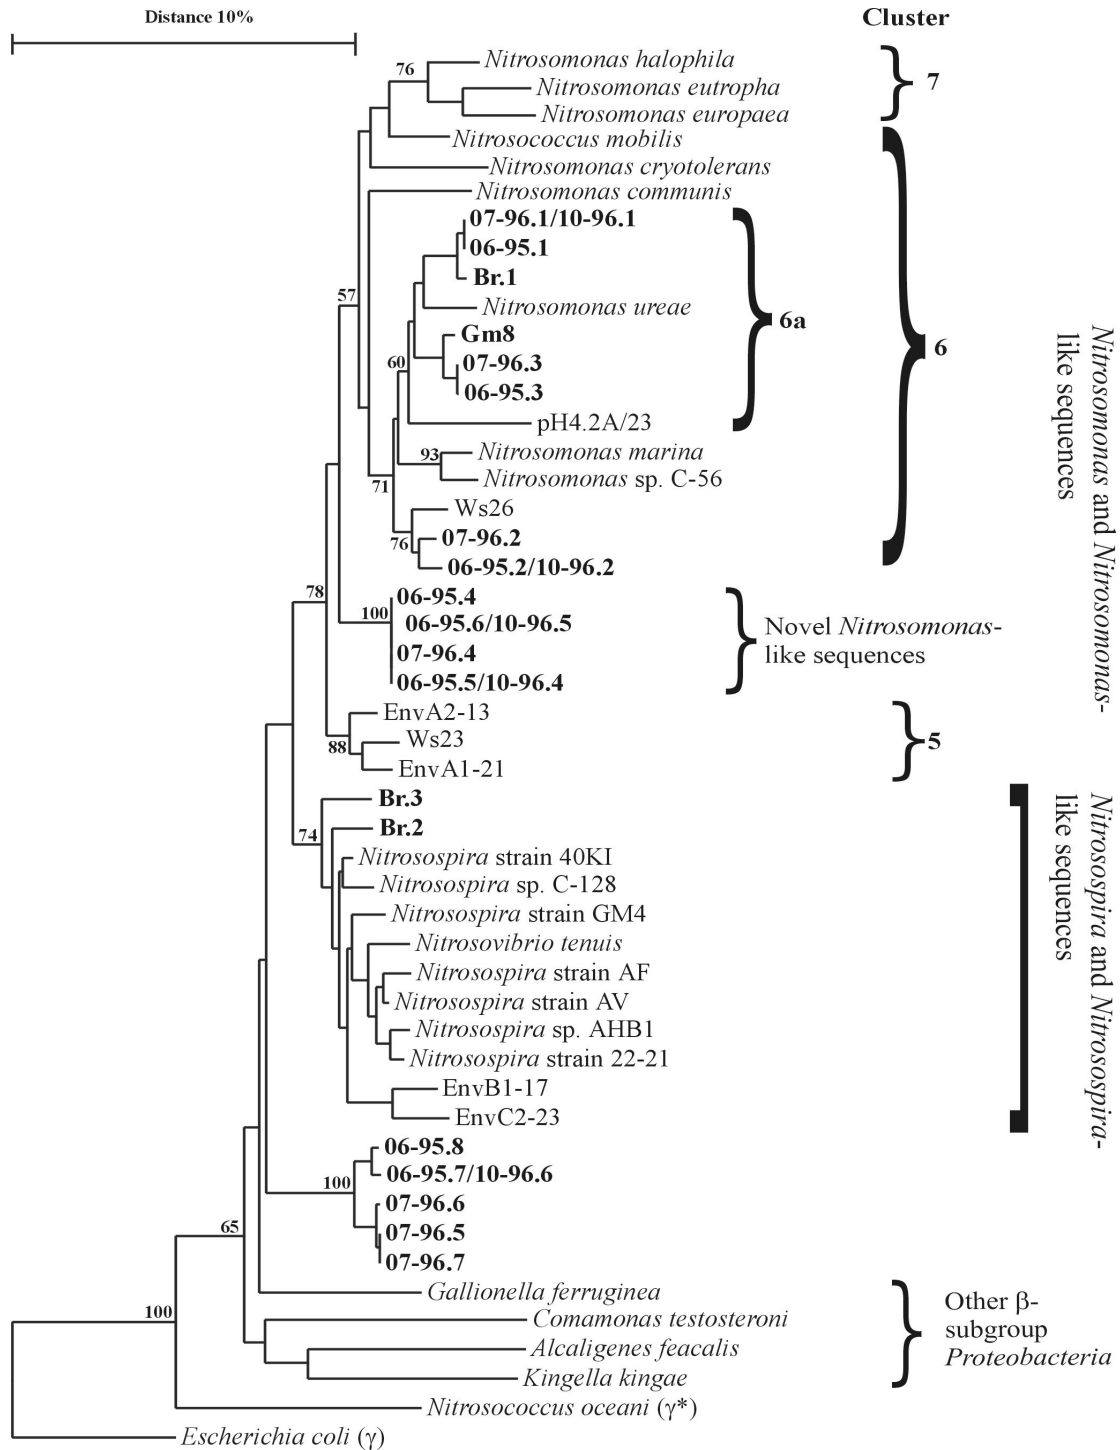 Distance 10%
Cluster
76
Nitrosomonas halophila
Nitrosomonas eutropha
7
Nitrosomonas europaea
Nitrosococcus mobilis
Nitrosomonas cryotolerans
Nitrosomonas communis
07-96.1/10-96.1
06-95.1
Br.1
57
Nitrosomonas ureae
6a
Gm8
6
60
07-96.3
06-95.3
pH4.2A/23
93
Nitrosomonas marina
71
Nitrosomonas sp. C-56
Ws26
76
07-96.2
06-95.2/10-96.2
Nitrosomonas and Nitrosomonas-
like sequences
78
06-95.4
100
06-95.6/10-96.5
07-96.4
06-95.5/10-96.4
Novel Nitrosomonas-
like sequences
EnvA2-13
88
Ws23
5
EnvA1-21
Br.3
74
Br.2
Nitrosospira strain 40KI
Nitrosospira sp. C-128
Nitrosospira strain GM4
Nitrosovibrio tenuis
Nitrosospira strain AF
Nitrosospira strain AV
Nitrosospira sp. AHB1
Nitrosospira strain 22-21
EnvB1-17
EnvC2-23
Nitrosospira and Nitrosospira-
like sequences
06-95.8
100
06-95.7/10-96.6
07-96.6
65
07-96.5
07-96.7
Gallionella ferruginea
100
Comamonas testosteroni
Alcaligenes feacalis
Kingella kingae
Other β-
subgroup
Proteobacteria
Nitrosococcus oceani (γ*)
Escherichia coli (γ)